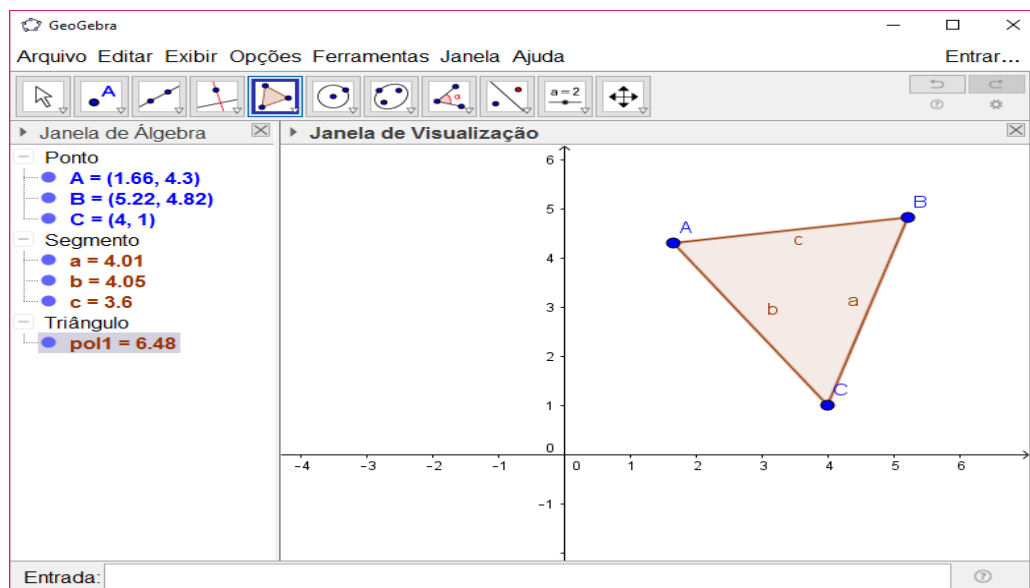 GeoGebra
Arquivo Editar Exibir Opções Ferramentas Janela Ajuda Entrar...
A α a=2
Janela de Álgebra
Ponto
A = (1.66, 4.3)
B = (5.22, 4.82)
C = (4, 1)
Segmento
a = 4.01
b = 4.05
c = 3.6
Triângulo
pol1 = 6.48
Janela de Visualização
6
5
4
3
2
1
0
-1
-4 -3 -2 -1 0 1 2 3 4 5 6
A
B
c
b
a
C
Entrada: